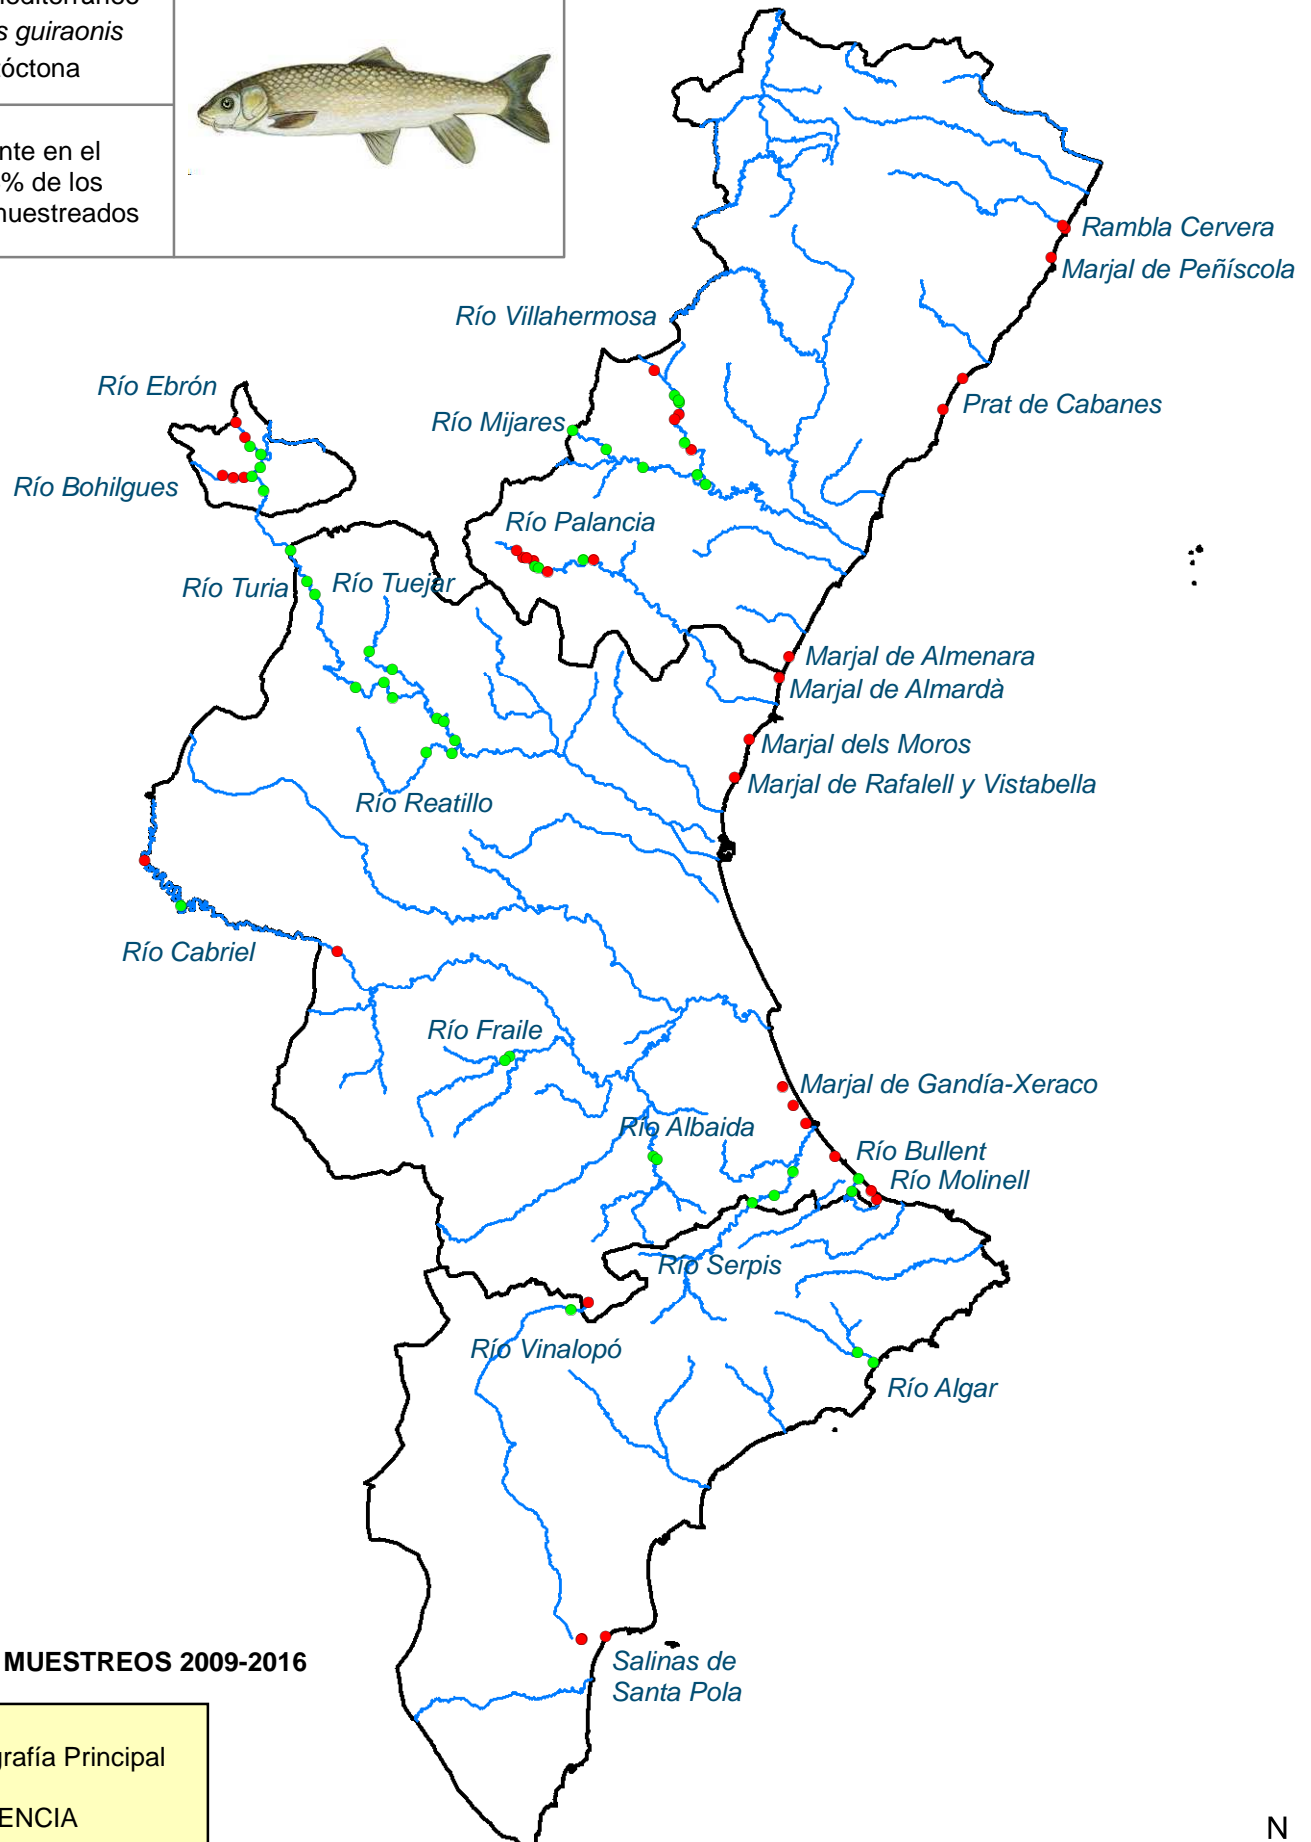 s guiraonis
tóctona
nte en el
% de los
nuestreados
Rambla Cervera
Marjal de Peñíscola
Río Villahermosa
Río Ebrón
Prat de Cabanes
Río Mijares
Río Bohilgues
Río Palancia
Río Turia
Río Tuejar
Marjal de Almenara
Marjal de Almardà
Marjal dels Moros
Marjal de Rafalell y Vistabella
Río Reatillo
Río Cabriel
Río Fraile
Marjal de Gandía-Xeraco
Río Albaida
Río Bullent
Río Molinell
Río Serpis
Río Vinalopó
Río Algar
Salinas de
Santa Pola
MUESTREOS 2009-2016
grafía Principal
ENCIA
N